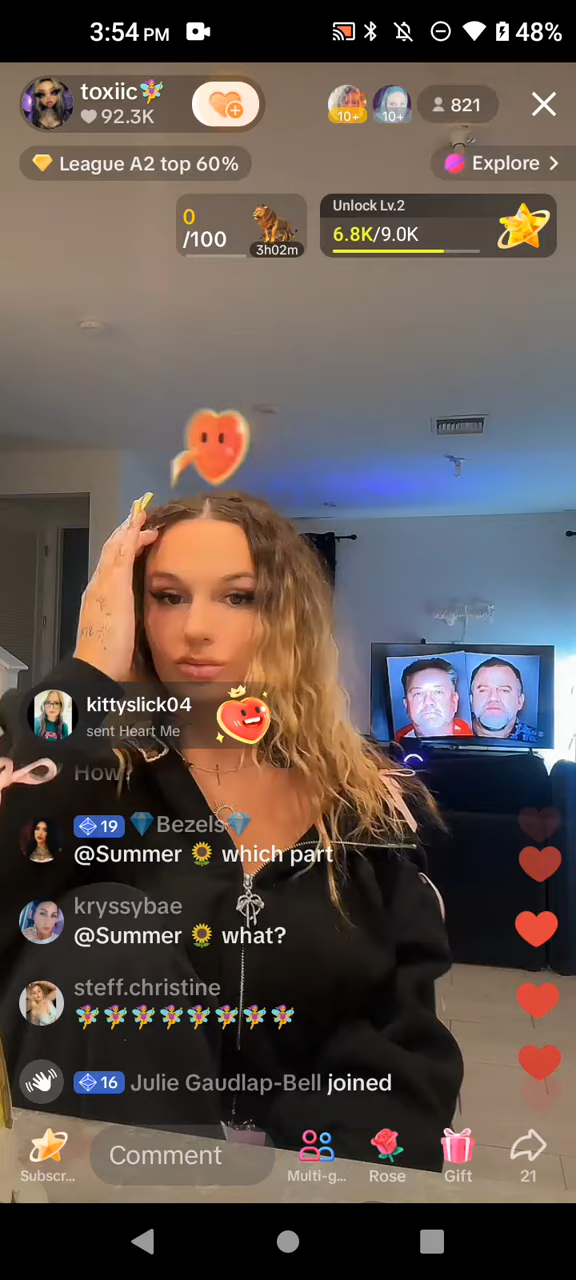 3:54 PM
48%
toxiic🧚
92.3K
10+
10+
821
League A2 top 60%
Explore >
0
/100
3h02m
Unlock Lv.2
6.8K/9.0K
kittyslick04
sent Heart Me
How?
19 💎Bezels💎
@Summer 🌻 which part
kryssybae
@Summer 🌻 what?
steff.christine
🧚🧚🧚🧚🧚🧚🧚🧚
16 Julie Gaudlap-Bell joined
Subscr...
Comment
Multi-g...
Rose
Gift
21